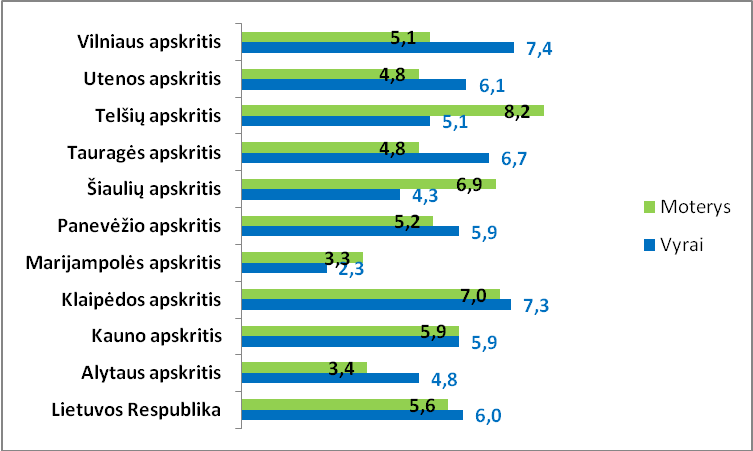 Vilniaus apskritis 5,1 7,4
Utenos apskritis 4,8 6,1
Telšių apskritis 8,2 5,1
Tauragės apskritis 4,8 6,7
Šiaulių apskritis 6,9 4,3
Panevėžio apskritis 5,2 5,9
Marijampolės apskritis 3,3 2,3
Klaipėdos apskritis 7,0 7,3
Kauno apskritis 5,9 5,9
Alytaus apskritis 3,4 4,8
Lietuvos Respublika 5,6 6,0
Moterys
Vyrai